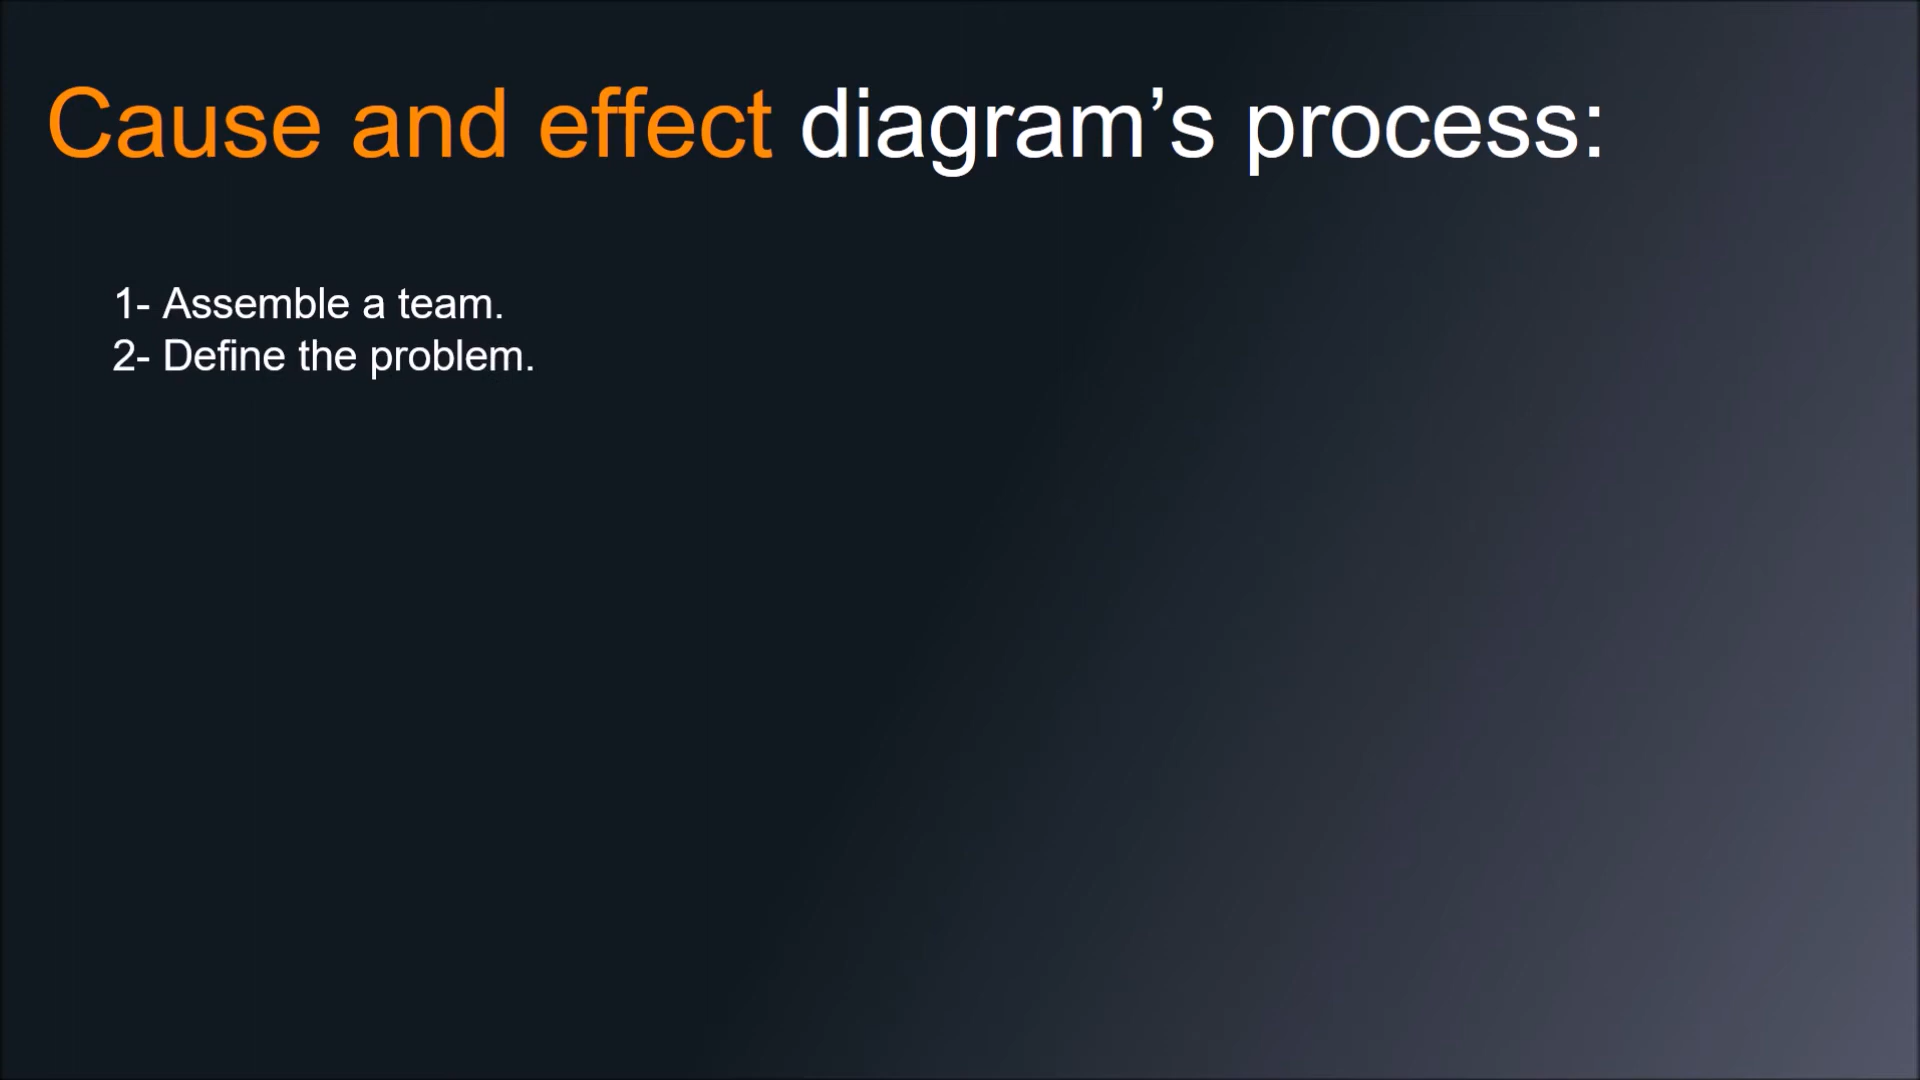 Cause and effect diagram’s process:
1- Assemble a team.
2- Define the problem.